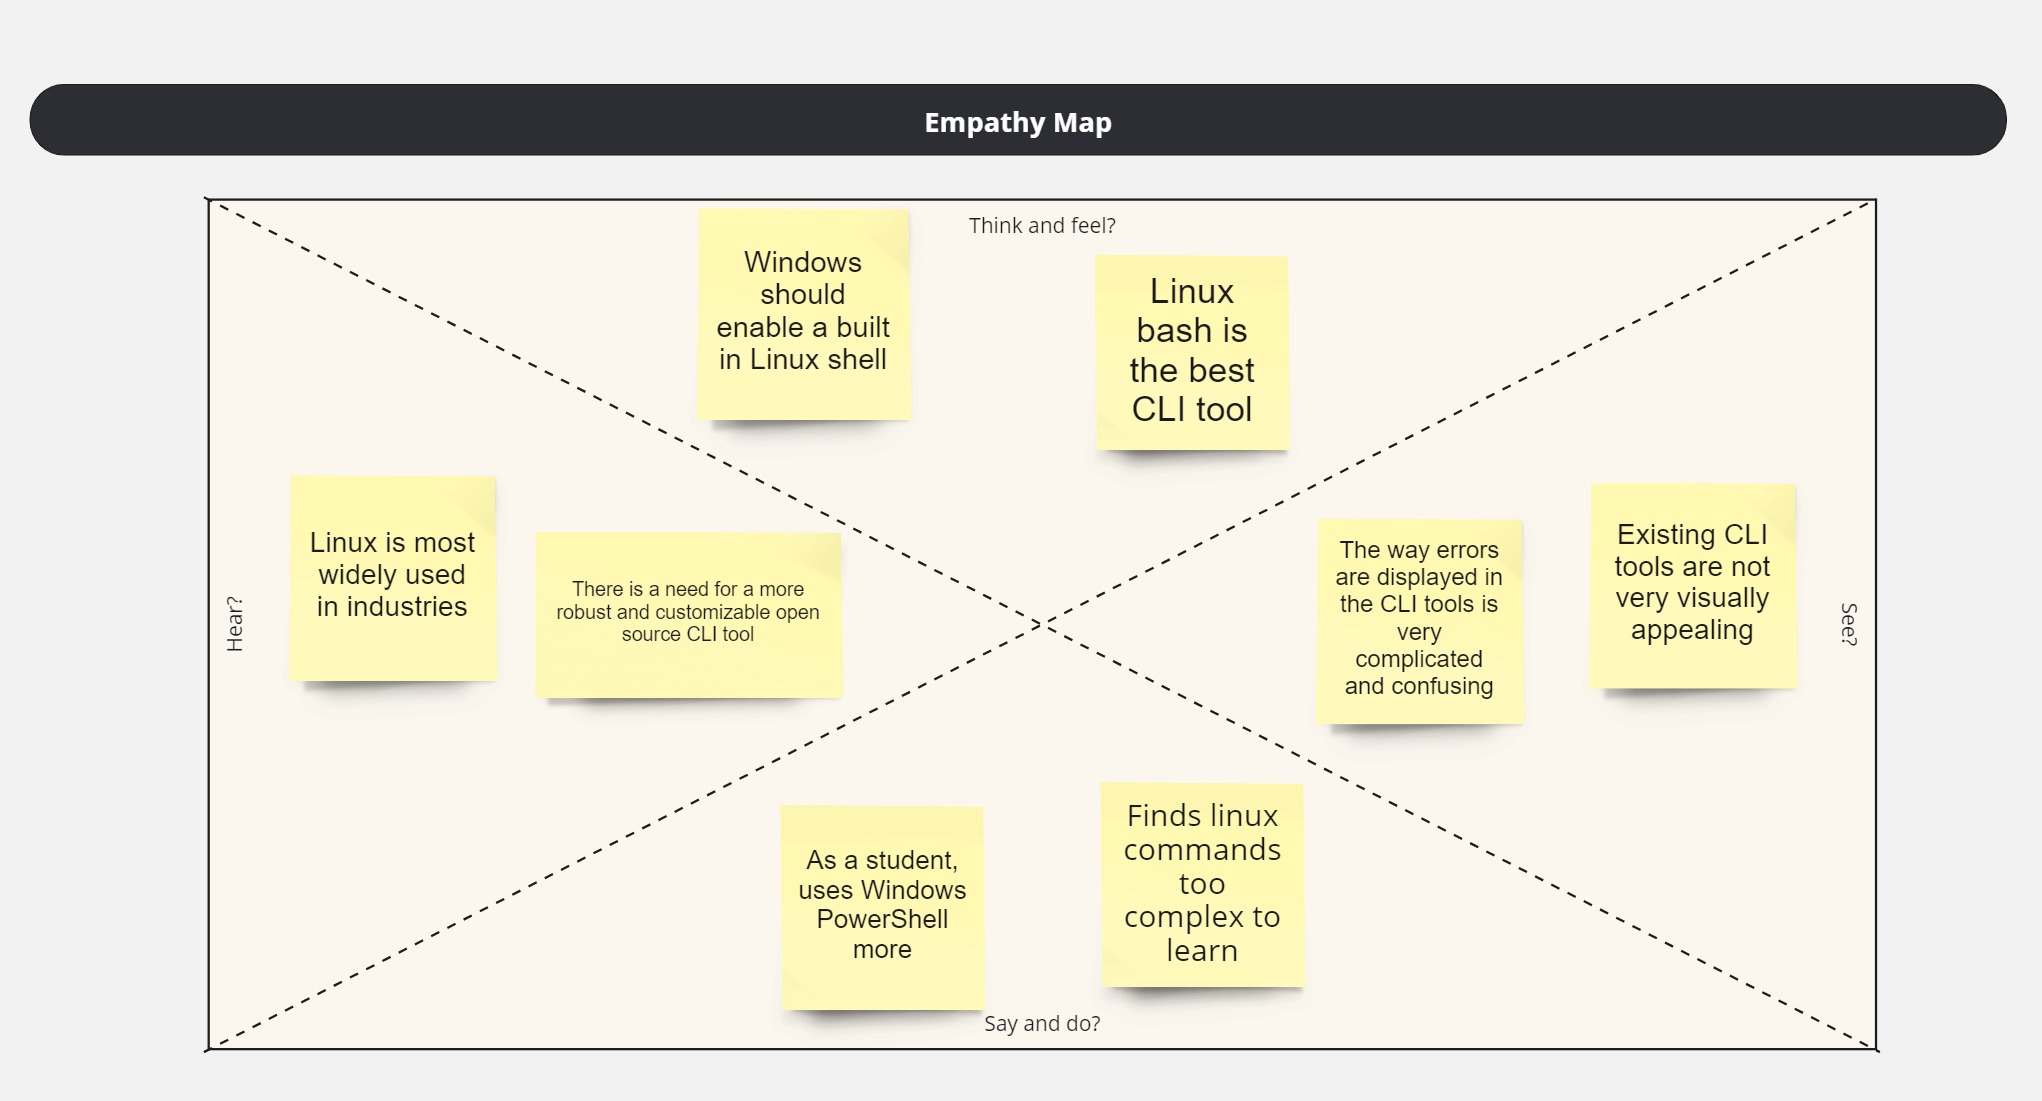 Empathy Map
Think and feel?
Windows
should
enable a built
in Linux shell
Linux
bash is
the best
CLI tool
Hear?
Linux is most
widely used
in industries
There is a need for a more
robust and customizable open
source CLI tool
The way errors
are displayed in
the CLI tools is
very
complicated
and confusing
Existing CLI
tools are not
very visually
appealing
See?
As a student,
uses Windows
PowerShell
more
Finds linux
commands
too
complex to
learn
Say and do?